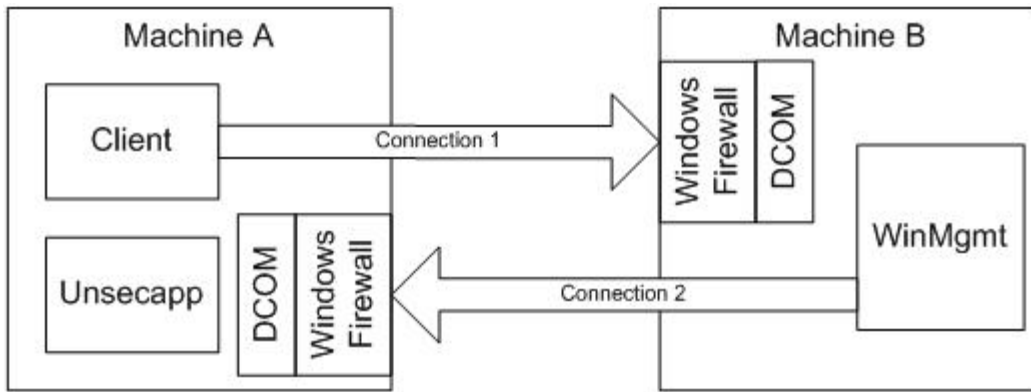 Machine A
Machine B
Client
Connection 1
Windows
Firewall
DCOM
WinMgmt
Unsecapp
DCOM
Windows
Firewall
Connection 2